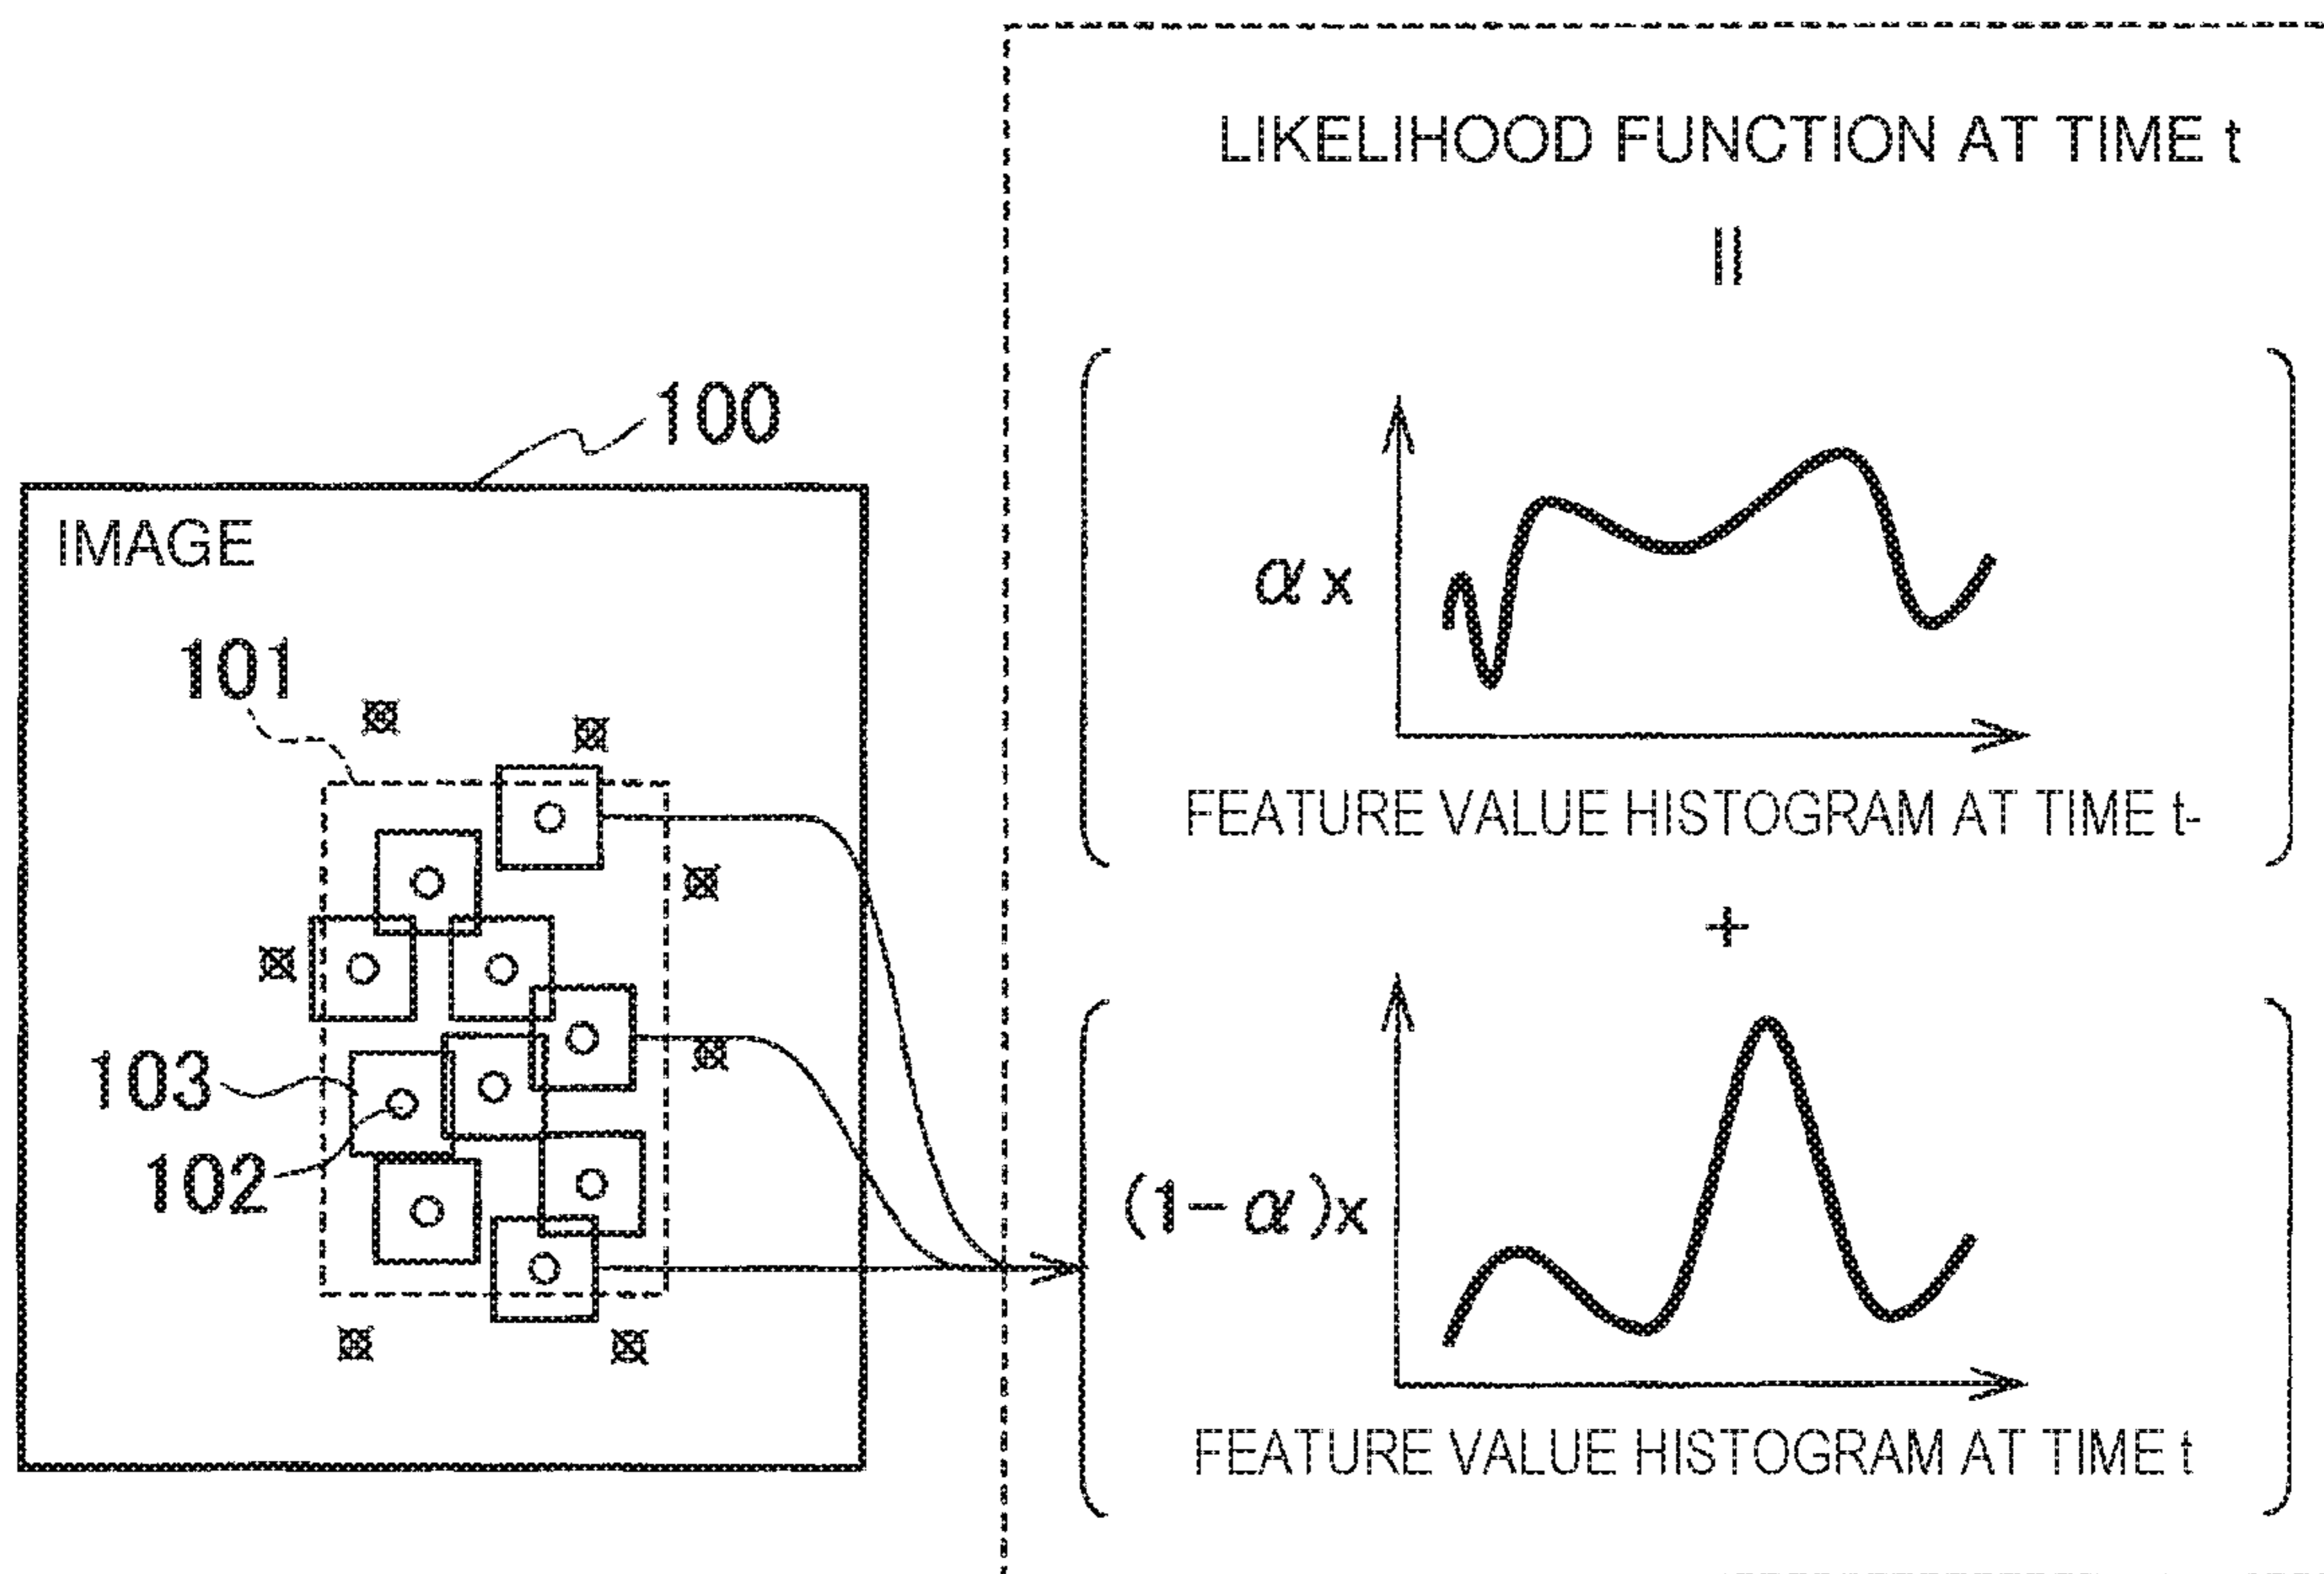 LIKELIHOOD FUNCTION AT TIME t
=
100
IMAGE
101
αx
FEATURE VALUE HISTOGRAM AT TIME t-
+
103
102
(1-α)x
FEATURE VALUE HISTOGRAM AT TIME t